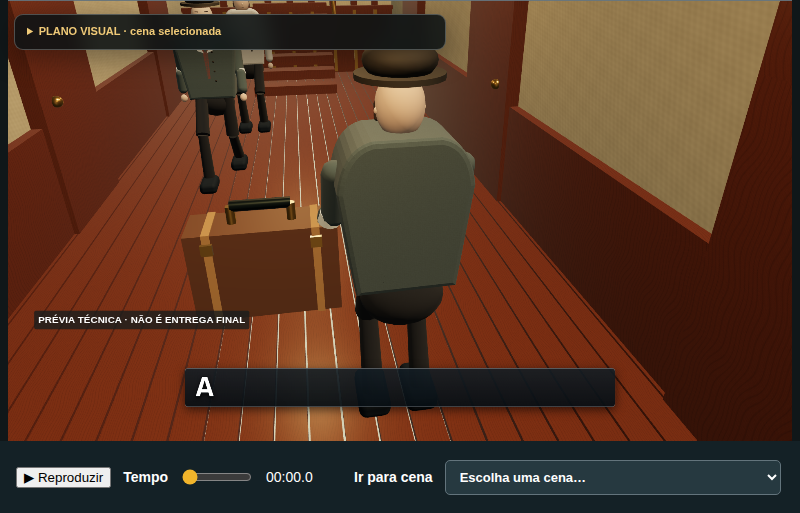 ▶ PLANO VISUAL · cena selecionada
PRÉVIA TÉCNICA · NÃO É ENTREGA FINAL
A
▶ Reproduzir Tempo 00:00.0 Ir para cena Escolha uma cena…